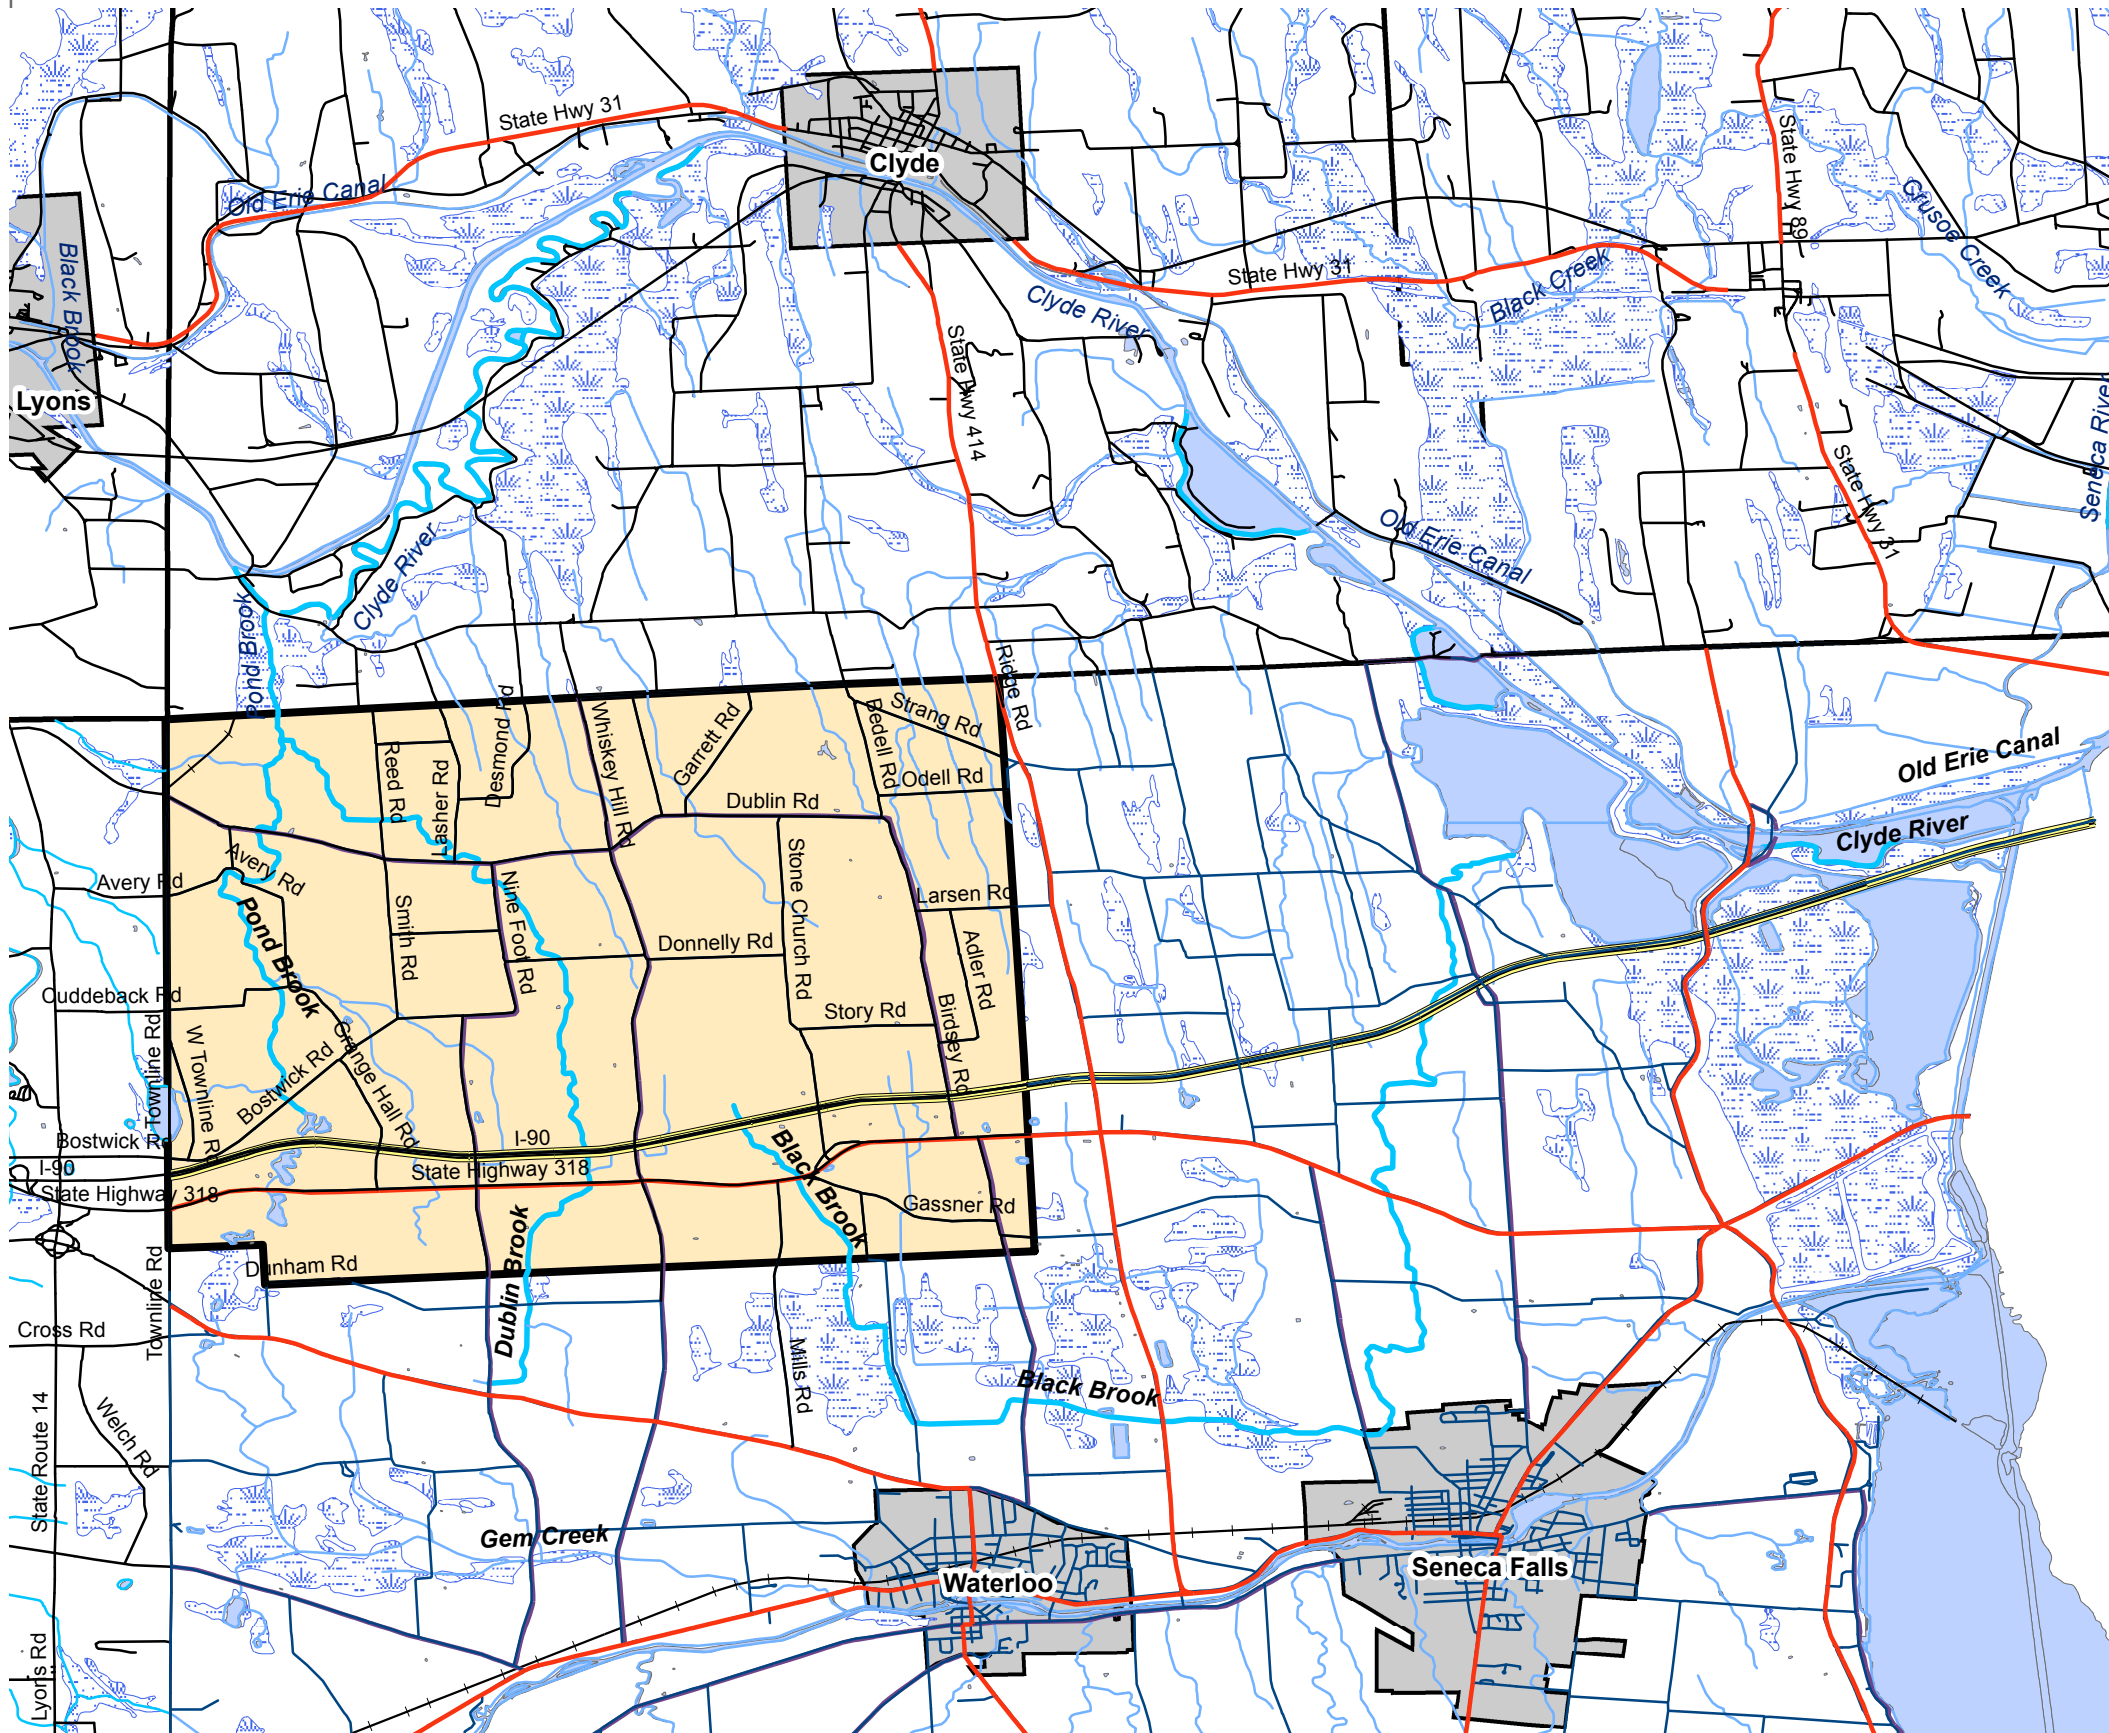 State Hwy 31
Clyde
State Hwy 89
Old Erie Canal
Crusoe Creek
Black Brook
State Hwy 31
Black Creek
Clyde River
Lyons
State Hwy 414
Seneca River
State Hwy 31
Old Erie Canal
Clyde River
Pond Brook
Ridge Rd
Strang Rd
Bedell Rd
Garrett Rd
Whiskey Hill Rd
Desmond Rd
Reed Rd
Lasher Rd
Odell Rd
Old Erie Canal
Dublin Rd
Clyde River
Avery Rd
Avery Rd
Stone Church Rd
Nine Foot Rd
Larsen Rd
Smith Rd
Pond Brook
Donnelly Rd
Adler Rd
Cuddeback Rd
Story Rd
Birdsey Rd
Townline Rd
W Townline Rd
Grange Hall Rd
Bostwick Rd
Bostwick Rd
I-90
I-90
State Highway 318
Black Brook
State Highway 318
Gassner Rd
Dublin Brook
Dunham Rd
Townline Rd
Cross Rd
Mills Rd
Black Brook
State Route 14
Welch Rd
Gem Creek
Seneca Falls
Waterloo
Lyons Rd